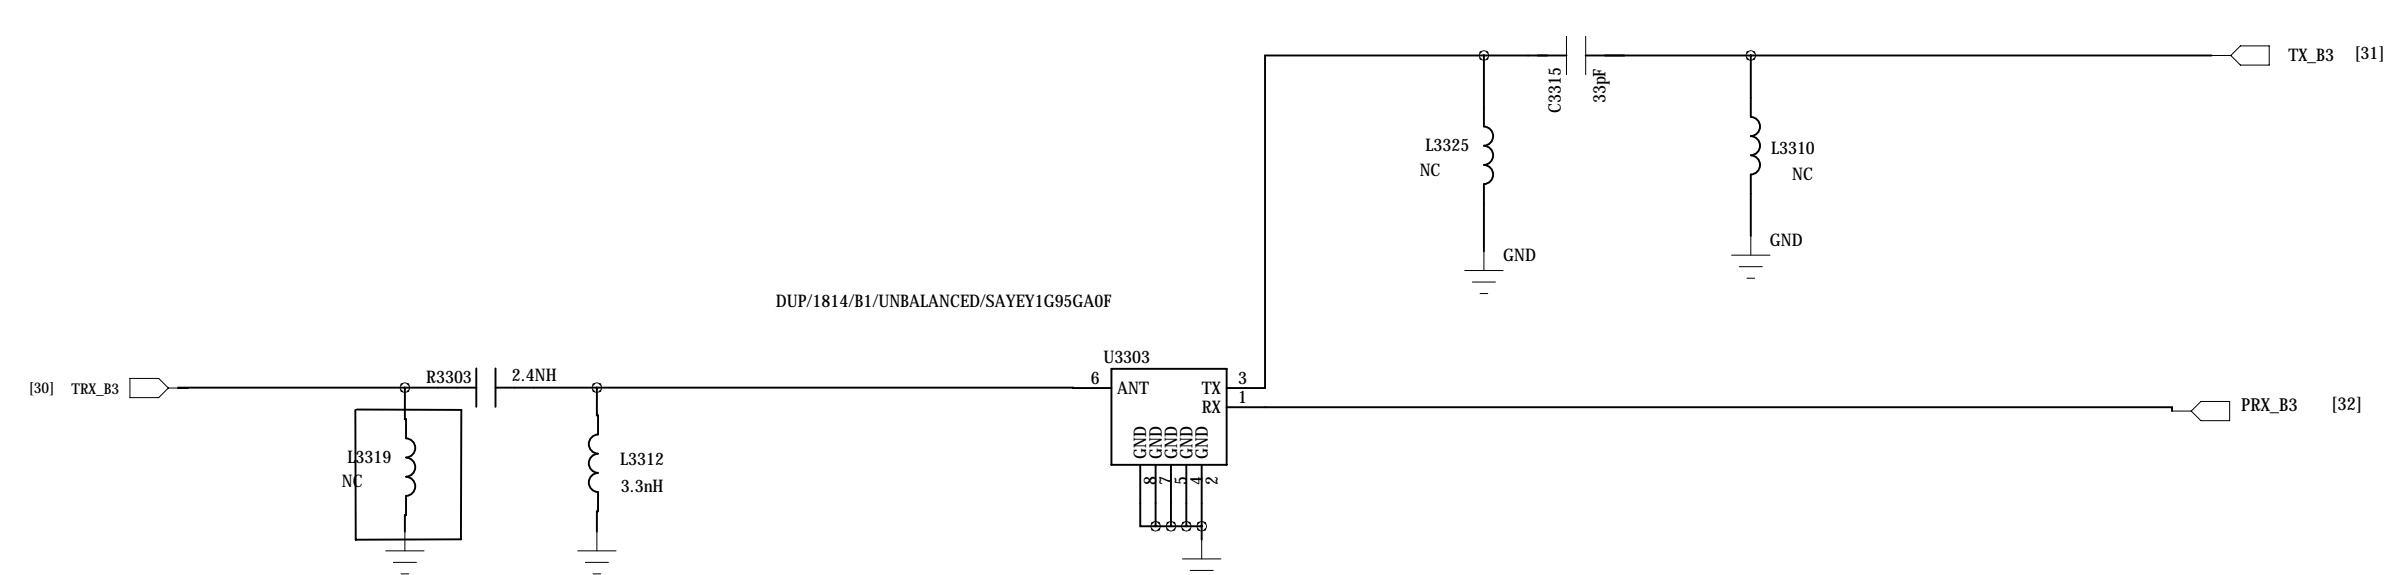 TX_B3 [31]
C3315
33pF
L3325
NC
L3310
NC
GND
GND
DUP/1814/B1/UNBALANCED/SAYEY1G95GA0F
U3303
[30] TRX_B3
R3303
2.4NH
6
ANT
TX
3
RX
1
PRX_B3 [32]
GND
GND
GND
GND
GND
8
7
5
4
2
L3319
NC
L3312
3.3nH